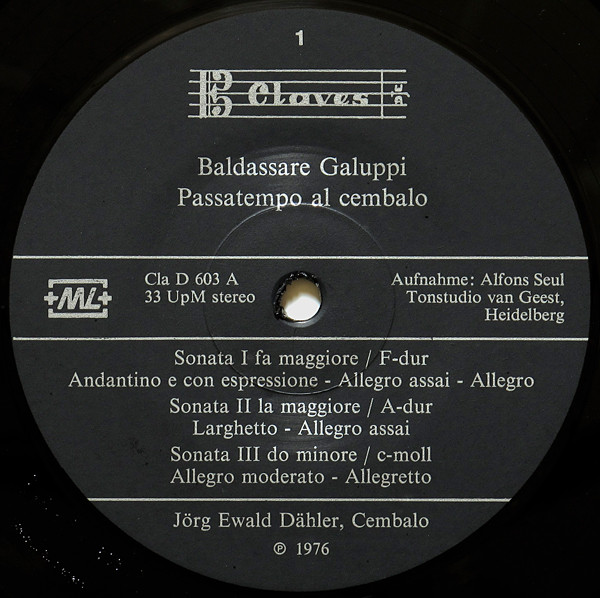 1
Claves
Baldassare Galuppi
Passatempo al cembalo
Cla D 603 A
33 UpM stereo
Aufnahme: Alfons Seul
Tonstudio van Geest,
Heidelberg
Sonata I fa maggiore / F-dur
Andantino e con espressione - Allegro assai - Allegro
Sonata II la maggiore / A-dur
Larghetto - Allegro assai
Sonata III do minore / c-moll
Allegro moderato - Allegretto
Jörg Ewald Dähler, Cembalo
℗ 1976